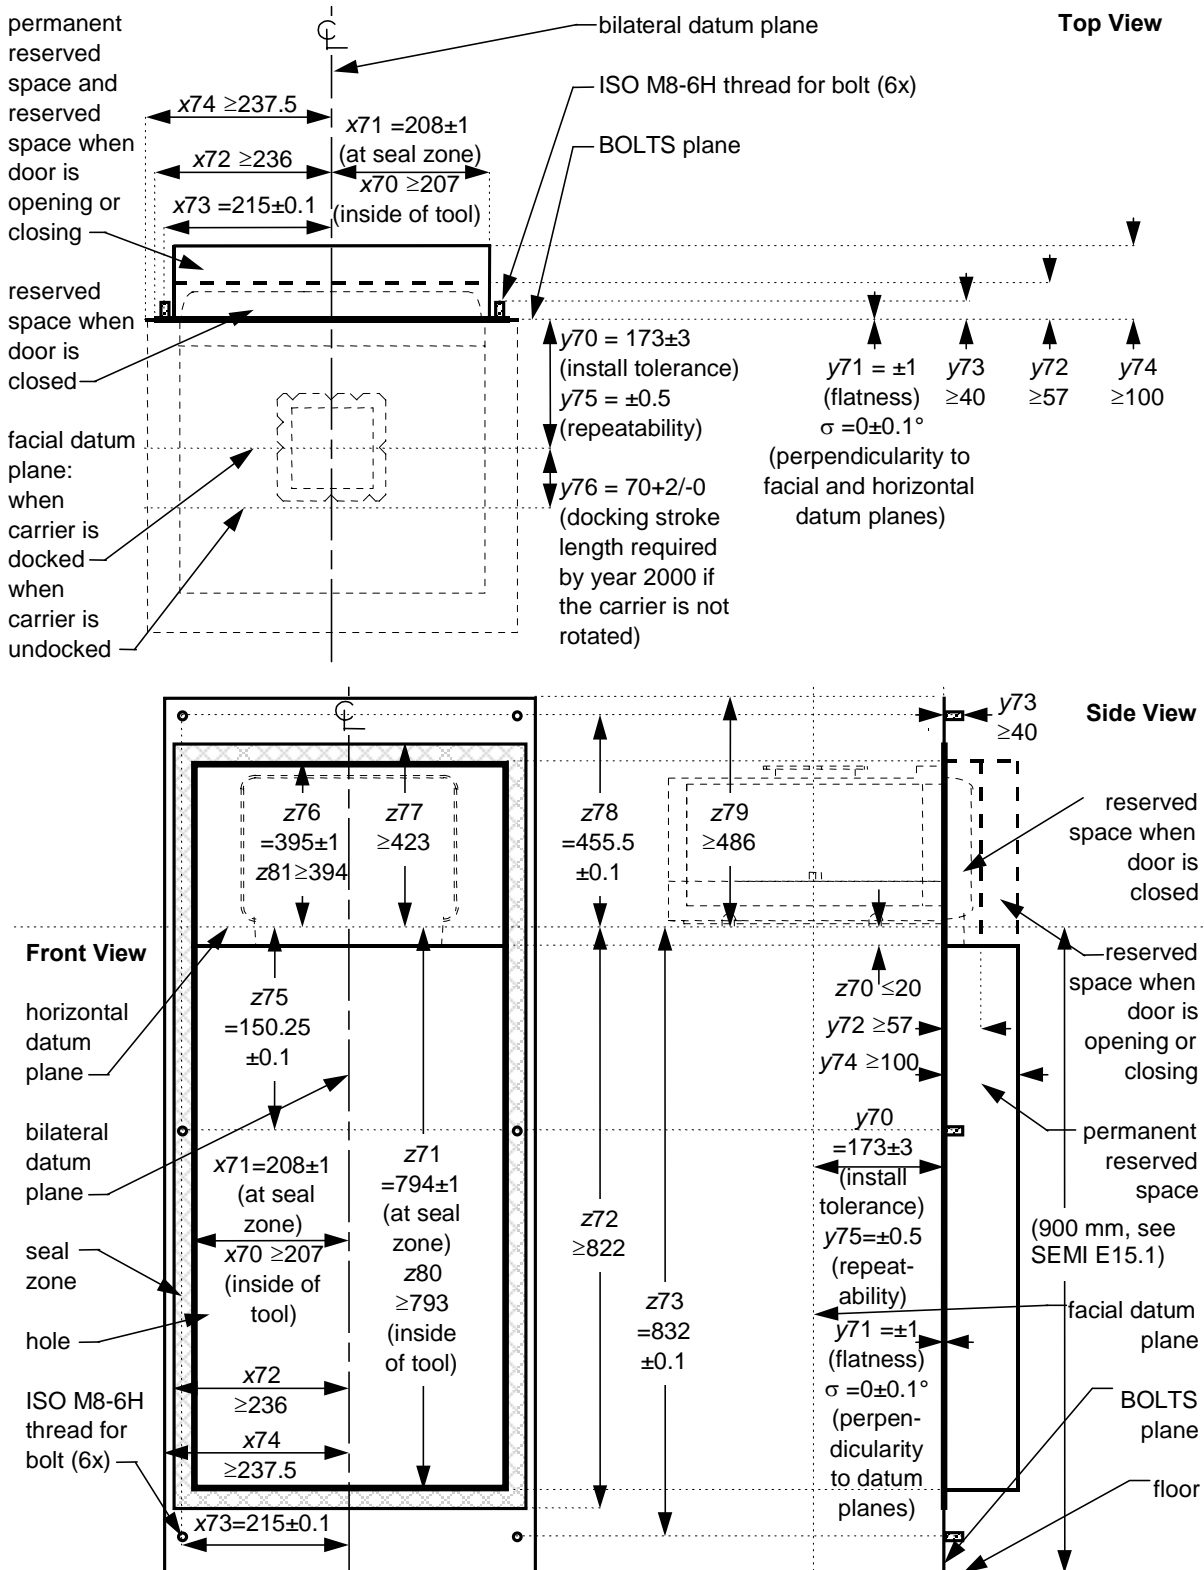 permanent
reserved
space and
reserved
space when
door is
opening or
closing
reserved
space when
door is
closed
facial datum
plane:
when
carrier is
docked
when
carrier is
undocked
CL
bilateral datum plane
Top View
ISO M8-6H thread for bolt (6x)
BOLTS plane
x74 ≥237.5
x72 ≥236
x73 =215±0.1
x71 =208±1
(at seal zone)
x70 ≥207
(inside of tool)
y70 = 173±3
(install tolerance)
y75 = ±0.5
(repeatability)
y76 = 70+2/-0
(docking stroke
length required
by year 2000 if
the carrier is not
rotated)
y71 = ±1
(flatness)
σ =0±0.1°
(perpendicularity to
facial and horizontal
datum planes)
y73
≥40
y72
≥57
y74
≥100
CL
Front View
horizontal
datum
plane
bilateral
datum
plane
seal
zone
hole
ISO M8-6H
thread for
bolt (6x)
z76
=395±1
z81≥394
z77
≥423
z75
=150.25
±0.1
x71=208±1
(at seal
zone)
x70 ≥207
(inside of
tool)
z71
=794±1
(at seal
zone)
z80
≥793
(inside
of tool)
x72
≥236
x74
≥237.5
x73=215±0.1
z78
=455.5
±0.1
z79
≥486
z72
≥822
z73
=832
±0.1
Side View
y73
≥40
reserved
space when
door is
closed
reserved
space when
door is
opening or
closing
z70 ≤20
y72 ≥57
y74 ≥100
permanent
reserved
space
y70
=173±3
(install
tolerance)
y75=±0.5
(repeat-
ability)
y71 =±1
(flatness)
σ =0±0.1°
(perpen-
dicularity
to datum
planes)
(900 mm, see
SEMI E15.1)
facial datum
plane
BOLTS
plane
floor